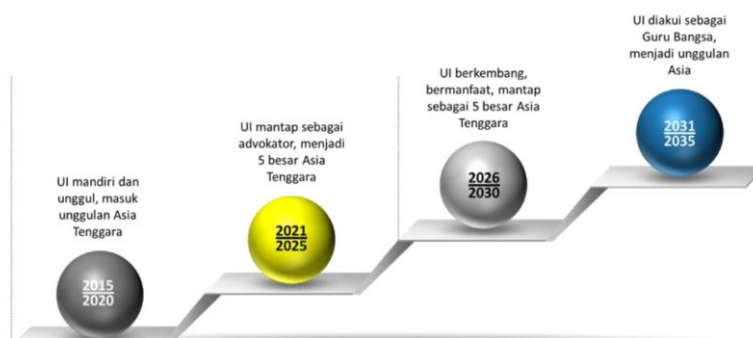 UI mandiri dan
unggul, masuk
unggulan Asia
Tenggara
2015
2020
UI mantap sebagai
advokator, menjadi
5 besar Asia
Tenggara
2021
2025
UI berkembang,
bermanfaat, mantap
sebagai 5 besar Asia
Tenggara
2026
2030
UI diakui sebagai
Guru Bangsa,
menjadi unggulan
Asia
2031
2035